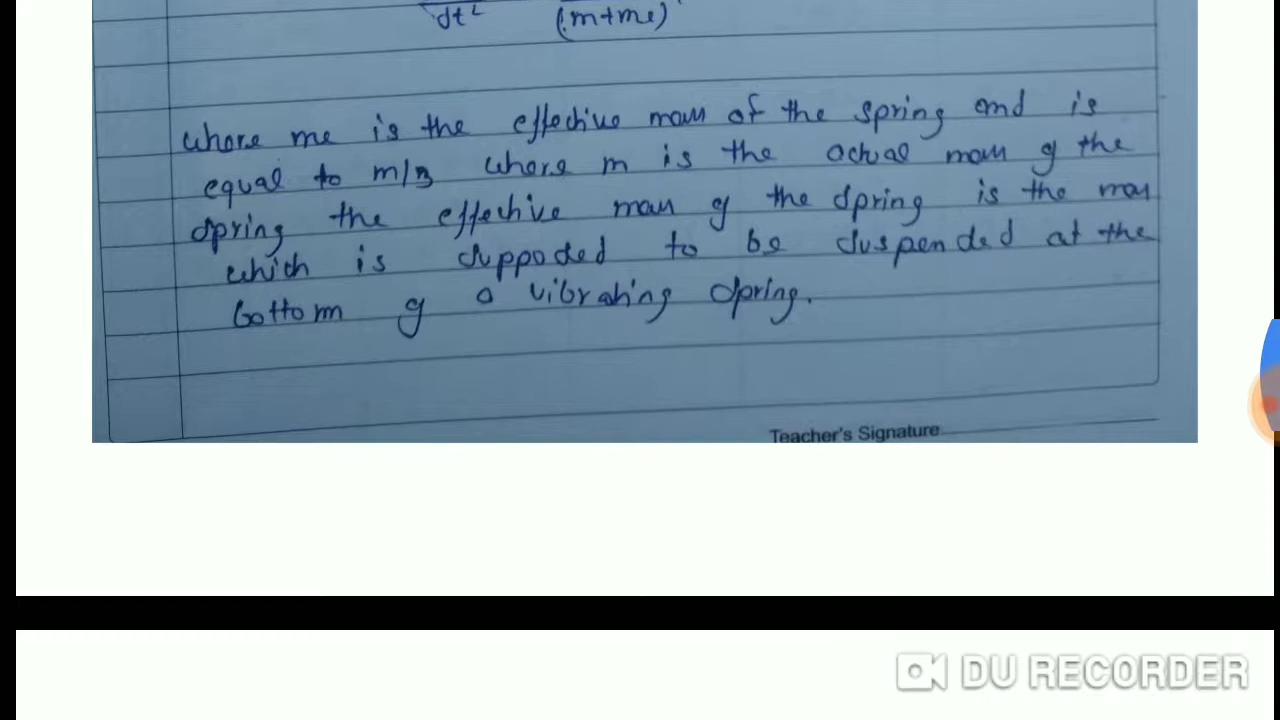 dt²   (m+me)
where me is the effective mass of the spring and is
equal to m/3 where m is the actual mass of the
spring the effective mass of the spring is the mass
which is supposed to be suspended at the
bottom of a vibrating spring.
Teacher's Signature
DU RECORDER